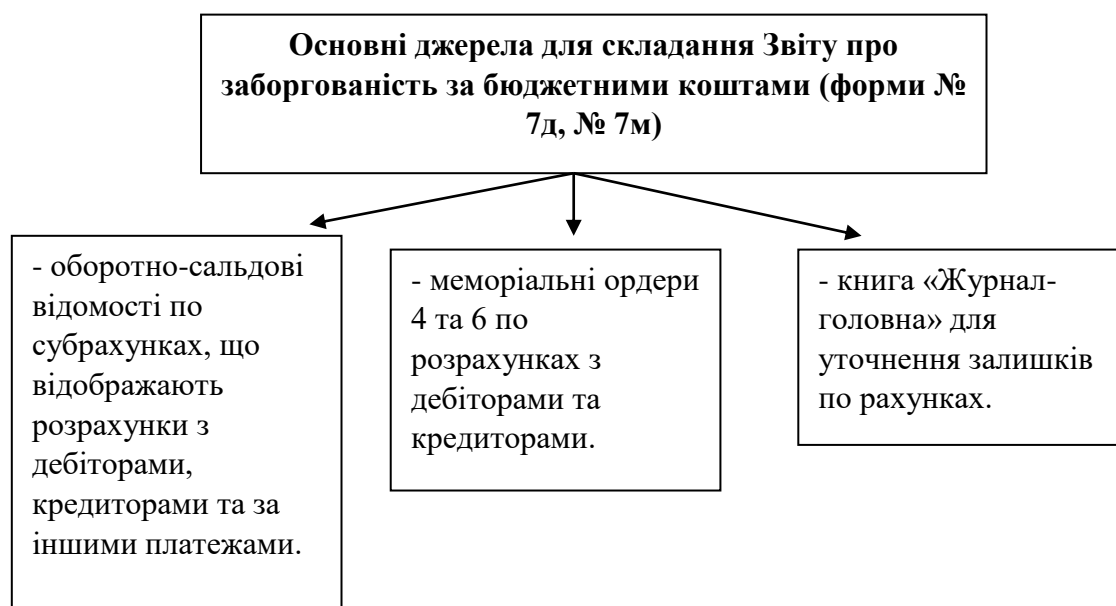 Основні джерела для складання Звіту про
заборгованість за бюджетними коштами (форми №
7д, № 7м)
- оборотно-сальдові
відомості по
субрахунках, що
відображають
розрахунки з
дебіторами,
кредиторами та за
іншими платежами.
- меморіальні ордери
4 та 6 по
розрахунках з
дебіторами та
кредиторами.
- книга «Журнал-
головна» для
уточнення залишків
по рахунках.